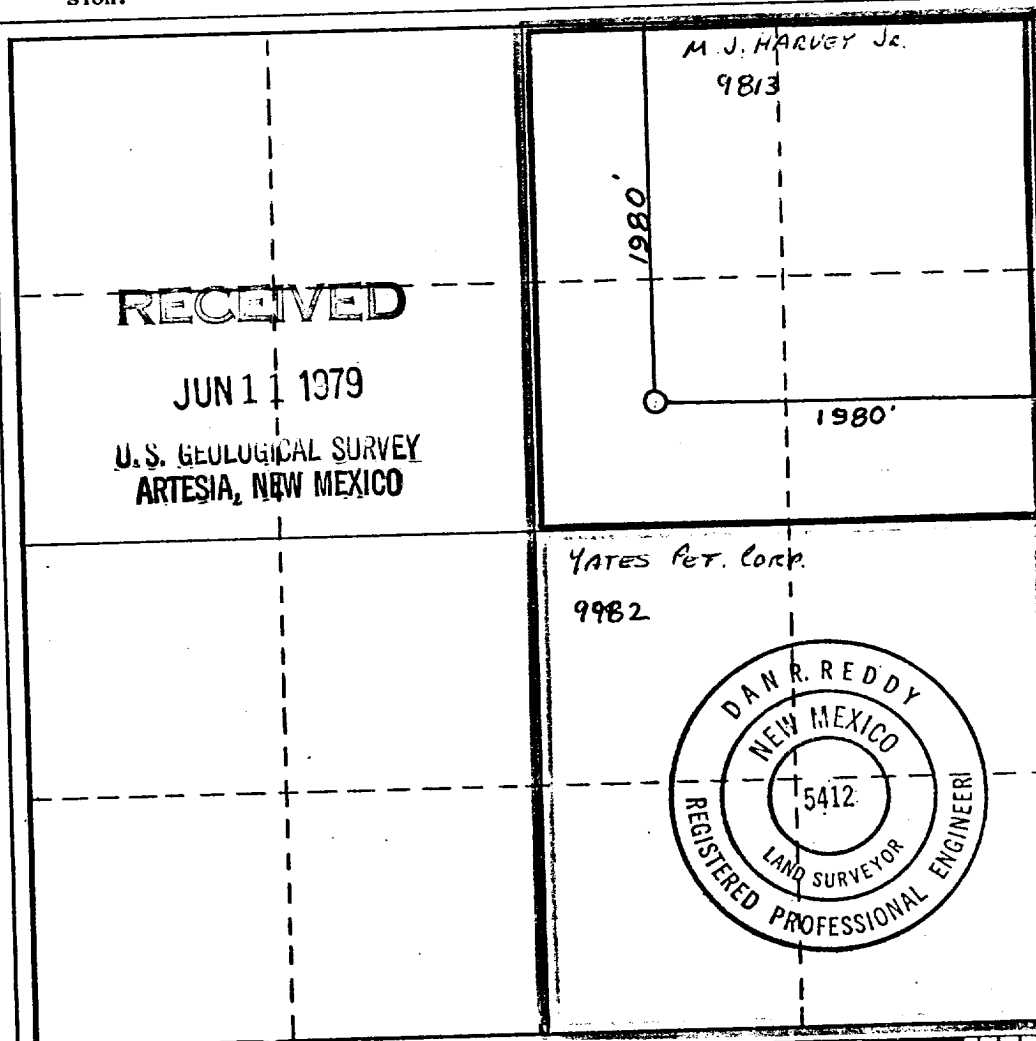 sion.
M. J. HARVEY Jr.
9813
1980'
1980'
RECEIVED
JUN 11 1979
U.S. GEOLOGICAL SURVEY
ARTESIA, NEW MEXICO
YATES PET. CORP.
9982
DAN R. REDDY
NEW MEXICO
5412
LAND SURVEYOR
REGISTERED PROFESSIONAL ENGINEER